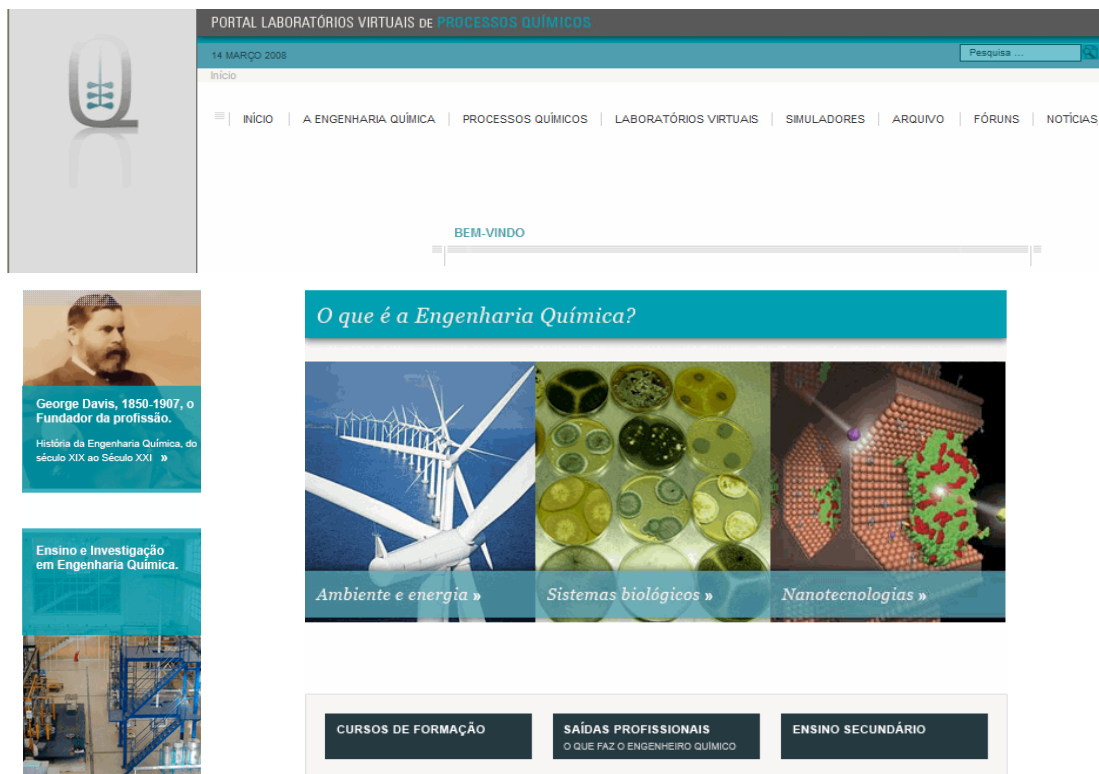 PORTAL LABORATÓRIOS VIRTUAIS DE PROCESSOS QUÍMICOS
14 MARÇO 2008
Pesquisa ...
Início
INÍCIO
A ENGENHARIA QUÍMICA
PROCESSOS QUÍMICOS
LABORATÓRIOS VIRTUAIS
SIMULADORES
ARQUIVO
FÓRUNS
NOTÍCIAS
BEM-VINDO
O que é a Engenharia Química?
George Davis, 1850-1907, o
Fundador da profissão.
História da Engenharia Química, do
século XIX ao Século XXI »
Ambiente e energia »
Sistemas biológicos »
Nanotecnologias »
Ensino e Investigação
em Engenharia Química.
CURSOS DE FORMAÇÃO
SAÍDAS PROFISSIONAIS
O QUE FAZ O ENGENHEIRO QUÍMICO
ENSINO SECUNDÁRIO